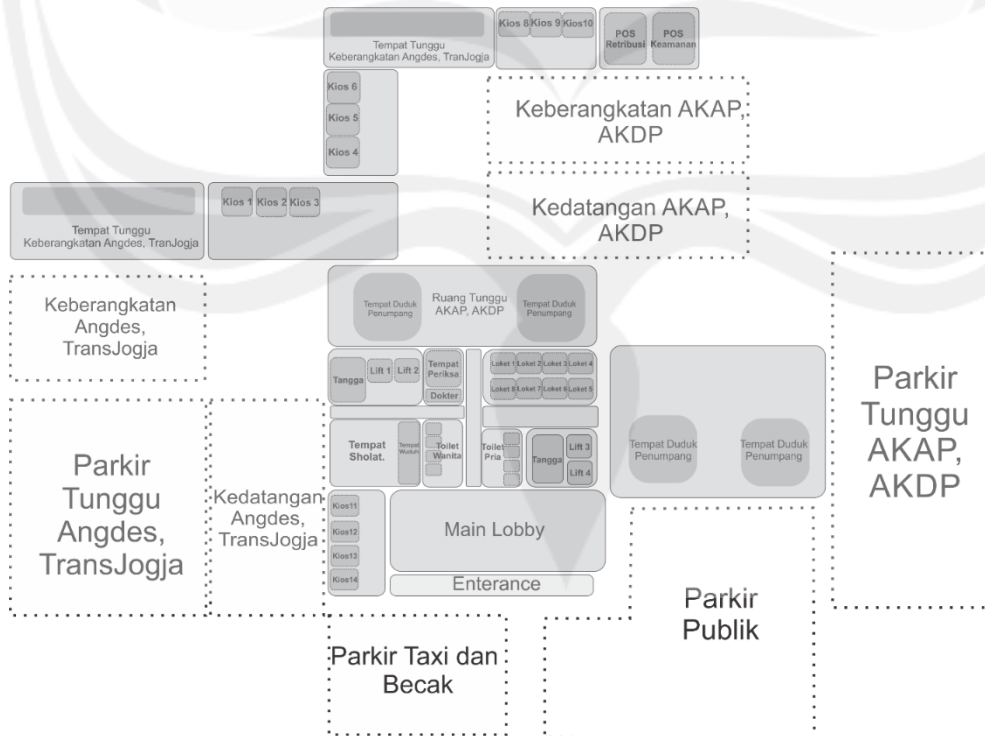 Tempat Tunggu
Keberangkatan Angdes, TranJogja
Kios 8
Kios 9
Kios10
POS
Retribusi
POS
Keamanan
Kios 6
Kios 5
Kios 4
Keberangkatan AKAP,
AKDP
Kedatangan AKAP,
AKDP
Tempat Tunggu
Keberangkatan Angdes, TranJogja
Kios 1
Kios 2
Kios 3
Keberangkatan
Angdes,
TransJogja
Tempat Duduk
Penumpang
Ruang Tunggu
AKAP, AKDP
Tempat Duduk
Penumpang
Tangga
Lift 1
Lift 2
Tempat
Periksa
Dokter
Loket 1
Loket 2
Loket 3
Loket 4
Loket 8
Loket 7
Loket 6
Loket 5
Parkir
Tunggu
AKAP,
AKDP
Parkir
Tunggu
Angdes,
TransJogja
Kedatangan
Angdes,
TransJogja
Tempat
Sholat.
Tempat
Wuduh
Toilet
Wanita
Toilet
Pria
Tangga
Lift 3
Lift 4
Tempat Duduk
Penumpang
Tempat Duduk
Penumpang
Kios11
Kios12
Kios13
Kios14
Main Lobby
Enterance
Parkir
Publik
Parkir Taxi dan
Becak